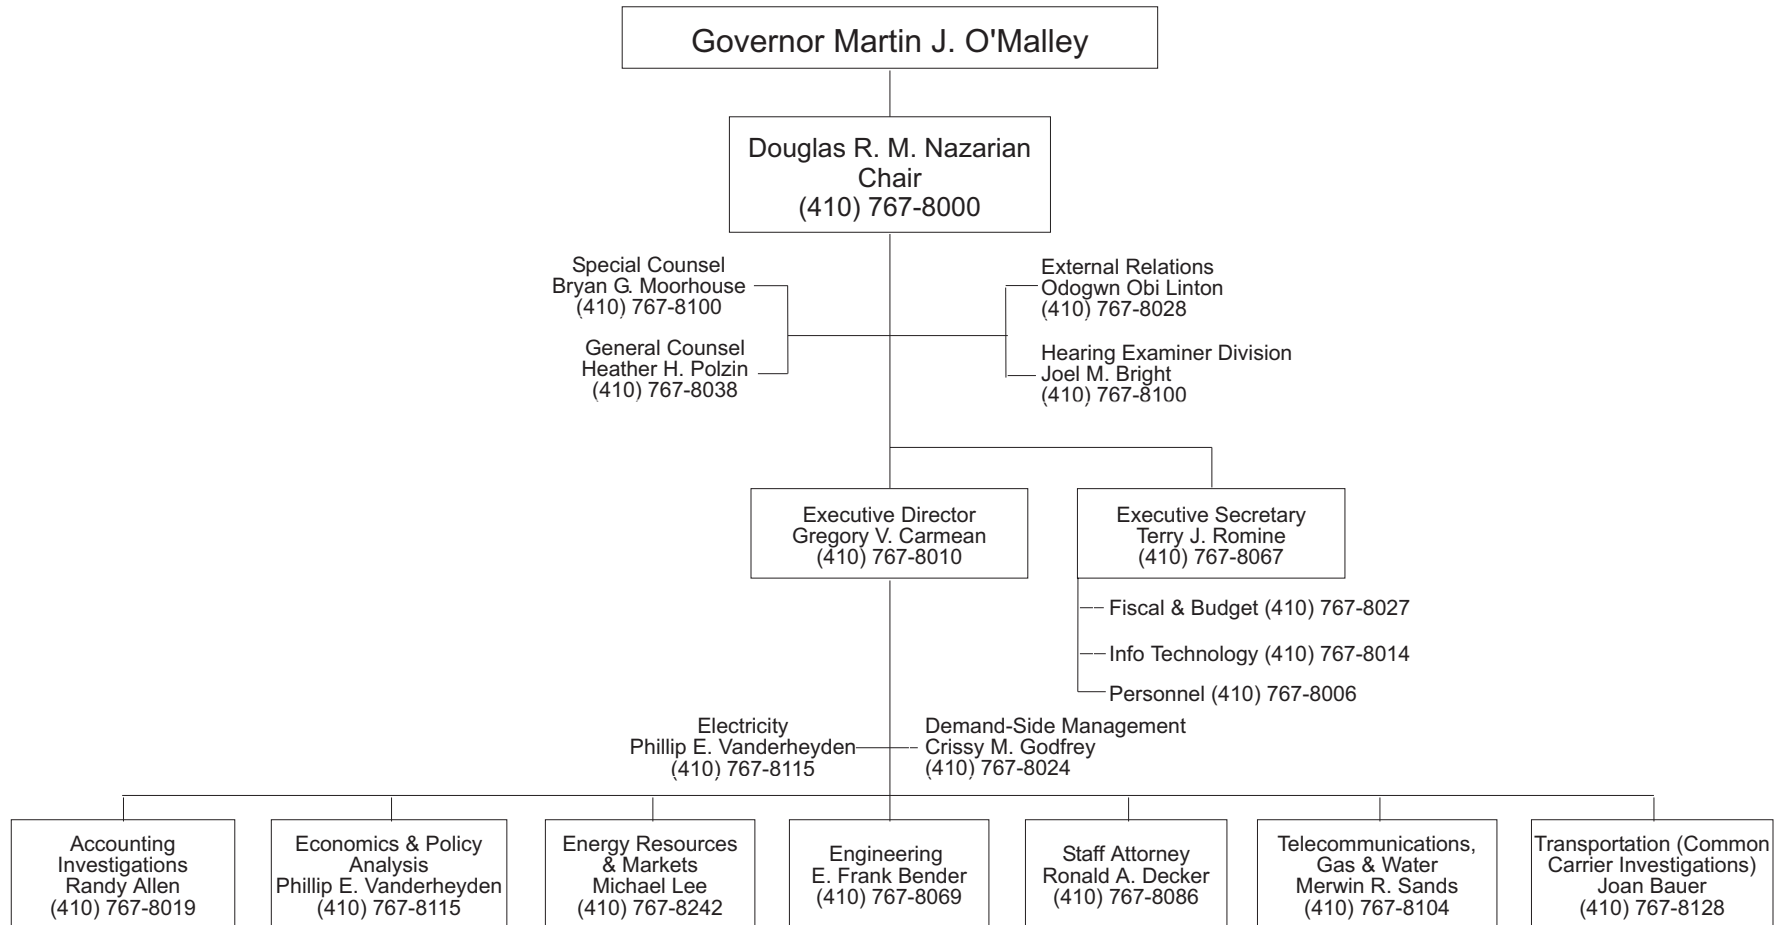 Governor Martin J. O'Malley
Douglas R. M. Nazarian
Chair
(410) 767-8000
Special Counsel
Bryan G. Moorhouse
(410) 767-8100
General Counsel
Heather H. Polzin
(410) 767-8038
External Relations
Odogwn Obi Linton
(410) 767-8028
Hearing Examiner Division
Joel M. Bright
(410) 767-8100
Executive Director
Gregory V. Carmean
(410) 767-8010
Executive Secretary
Terry J. Romine
(410) 767-8067
Fiscal & Budget (410) 767-8027
Info Technology (410) 767-8014
Personnel (410) 767-8006
Electricity
Phillip E. Vanderheyden
(410) 767-8115
Demand-Side Management
Crissy M. Godfrey
(410) 767-8024
Accounting
Investigations
Randy Allen
(410) 767-8019
Economics & Policy
Analysis
Phillip E. Vanderheyden
(410) 767-8115
Energy Resources
& Markets
Michael Lee
(410) 767-8242
Engineering
E. Frank Bender
(410) 767-8069
Staff Attorney
Ronald A. Decker
(410) 767-8086
Telecommunications,
Gas & Water
Merwin R. Sands
(410) 767-8104
Transportation (Common
Carrier Investigations)
Joan Bauer
(410) 767-8128